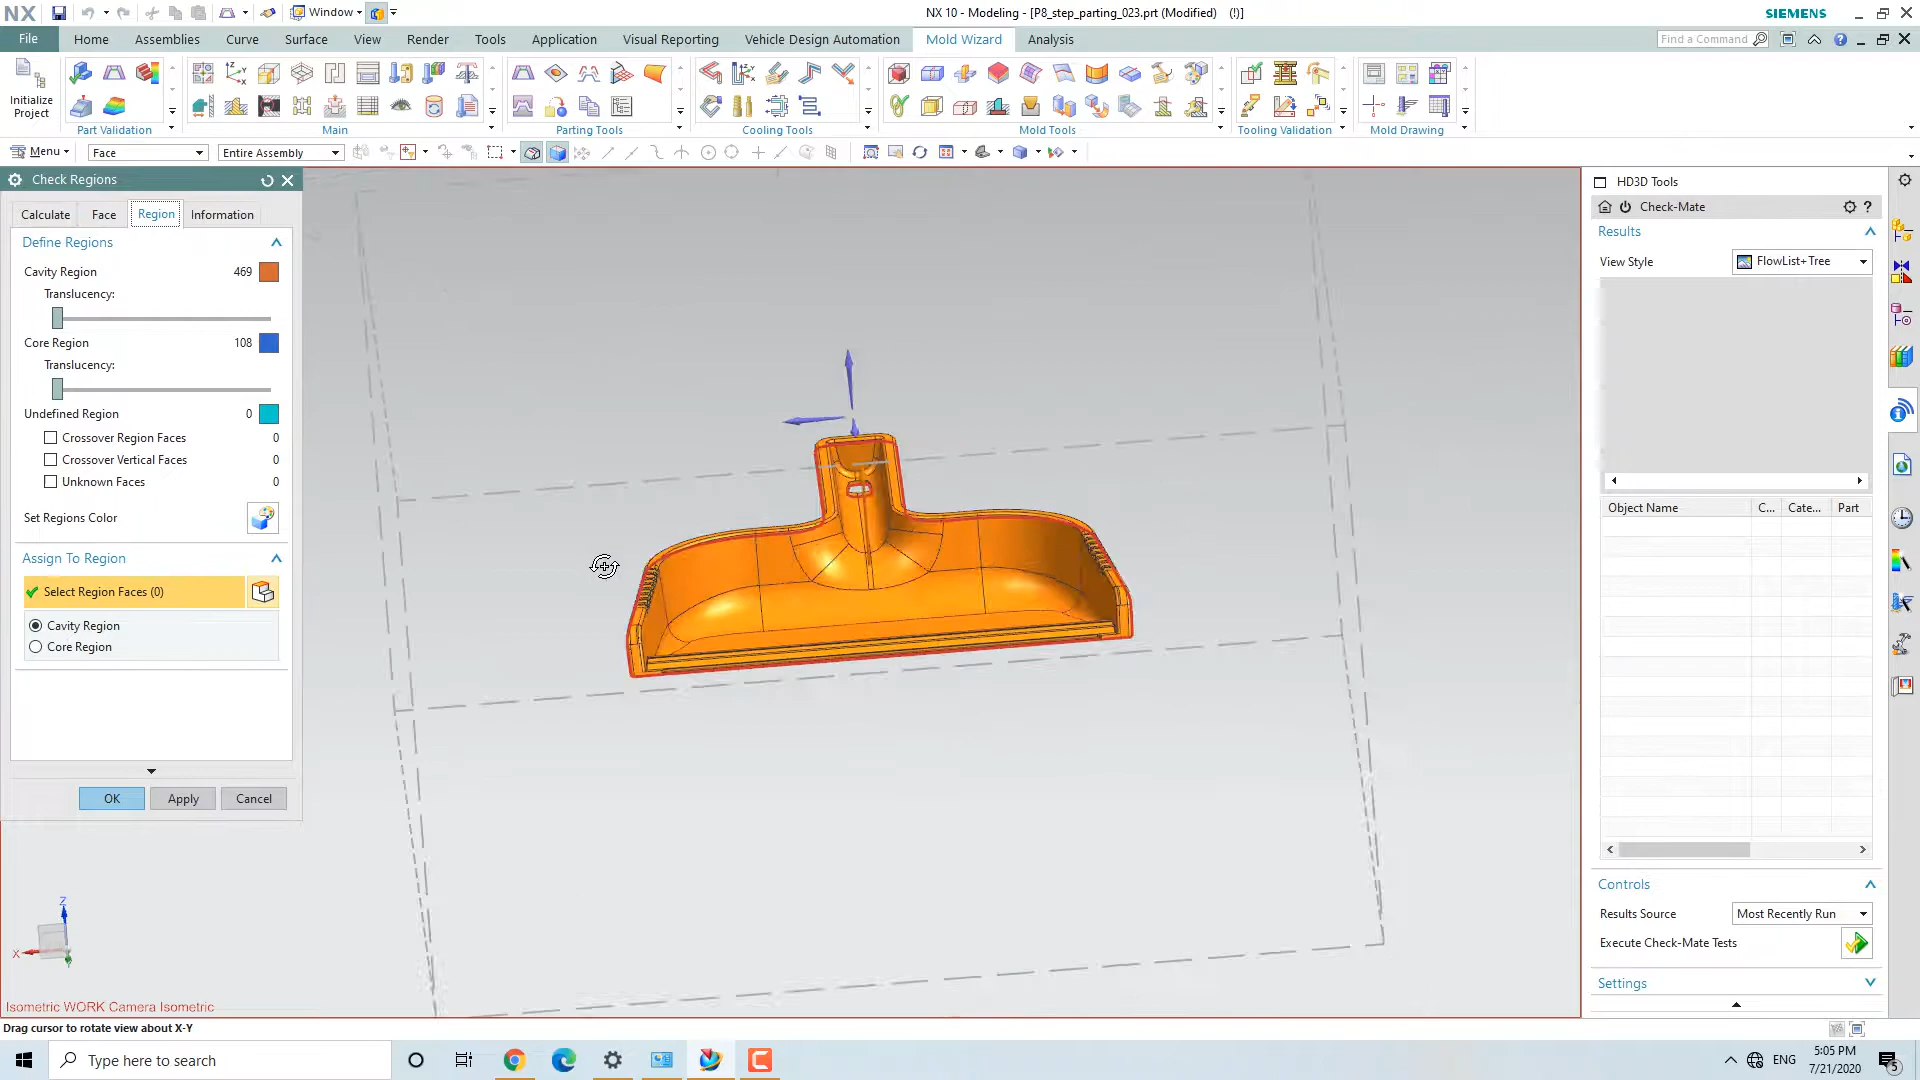 NX
Window
NX 10 - Modeling - [P8_step_parting_023.prt (Modified) (!)]
SIEMENS
File
Home
Assemblies
Curve
Surface
View
Render
Tools
Application
Visual Reporting
Vehicle Design Automation
Mold Wizard
Analysis
Find a Command
Initialize
Project
Part Validation
Main
Parting Tools
Cooling Tools
Mold Tools
Tooling Validation
Mold Drawing
Menu
Face
Entire Assembly
Check Regions
Calculate
Face
Region
Information
Define Regions
Cavity Region 469
Translucency:
Core Region 108
Translucency:
Undefined Region 0
Crossover Region Faces 0
Crossover Vertical Faces 0
Unknown Faces 0
Set Regions Color
Assign To Region
Select Region Faces (0)
Cavity Region
Core Region
OK
Apply
Cancel
HD3D Tools
Check-Mate
Results
View Style
FlowList+Tree
Object Name
C...
Cate...
Part
Controls
Results Source
Most Recently Run
Execute Check-Mate Tests
Settings
Z
X
Isometric WORK Camera Isometric
Drag cursor to rotate view about X-Y
Type here to search
ENG
5:05 PM
7/21/2020
5